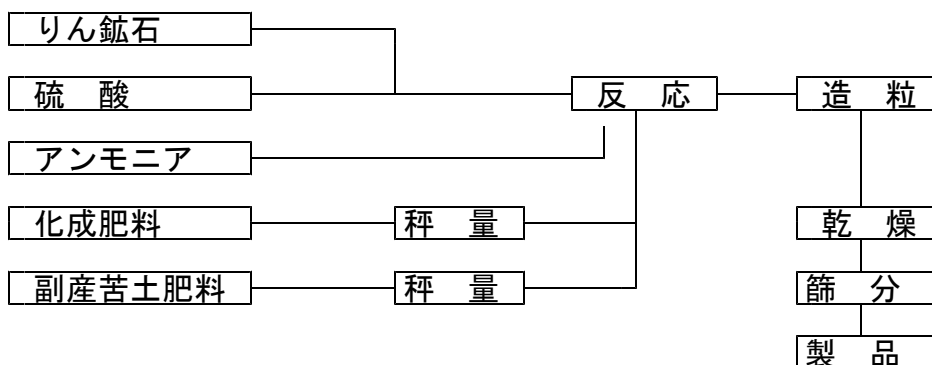 りん鉱石
硫　酸
反　応
造　粒
アンモニア
化成肥料
秤　量
乾　燥
副産苦土肥料
秤　量
篩　分
製　品